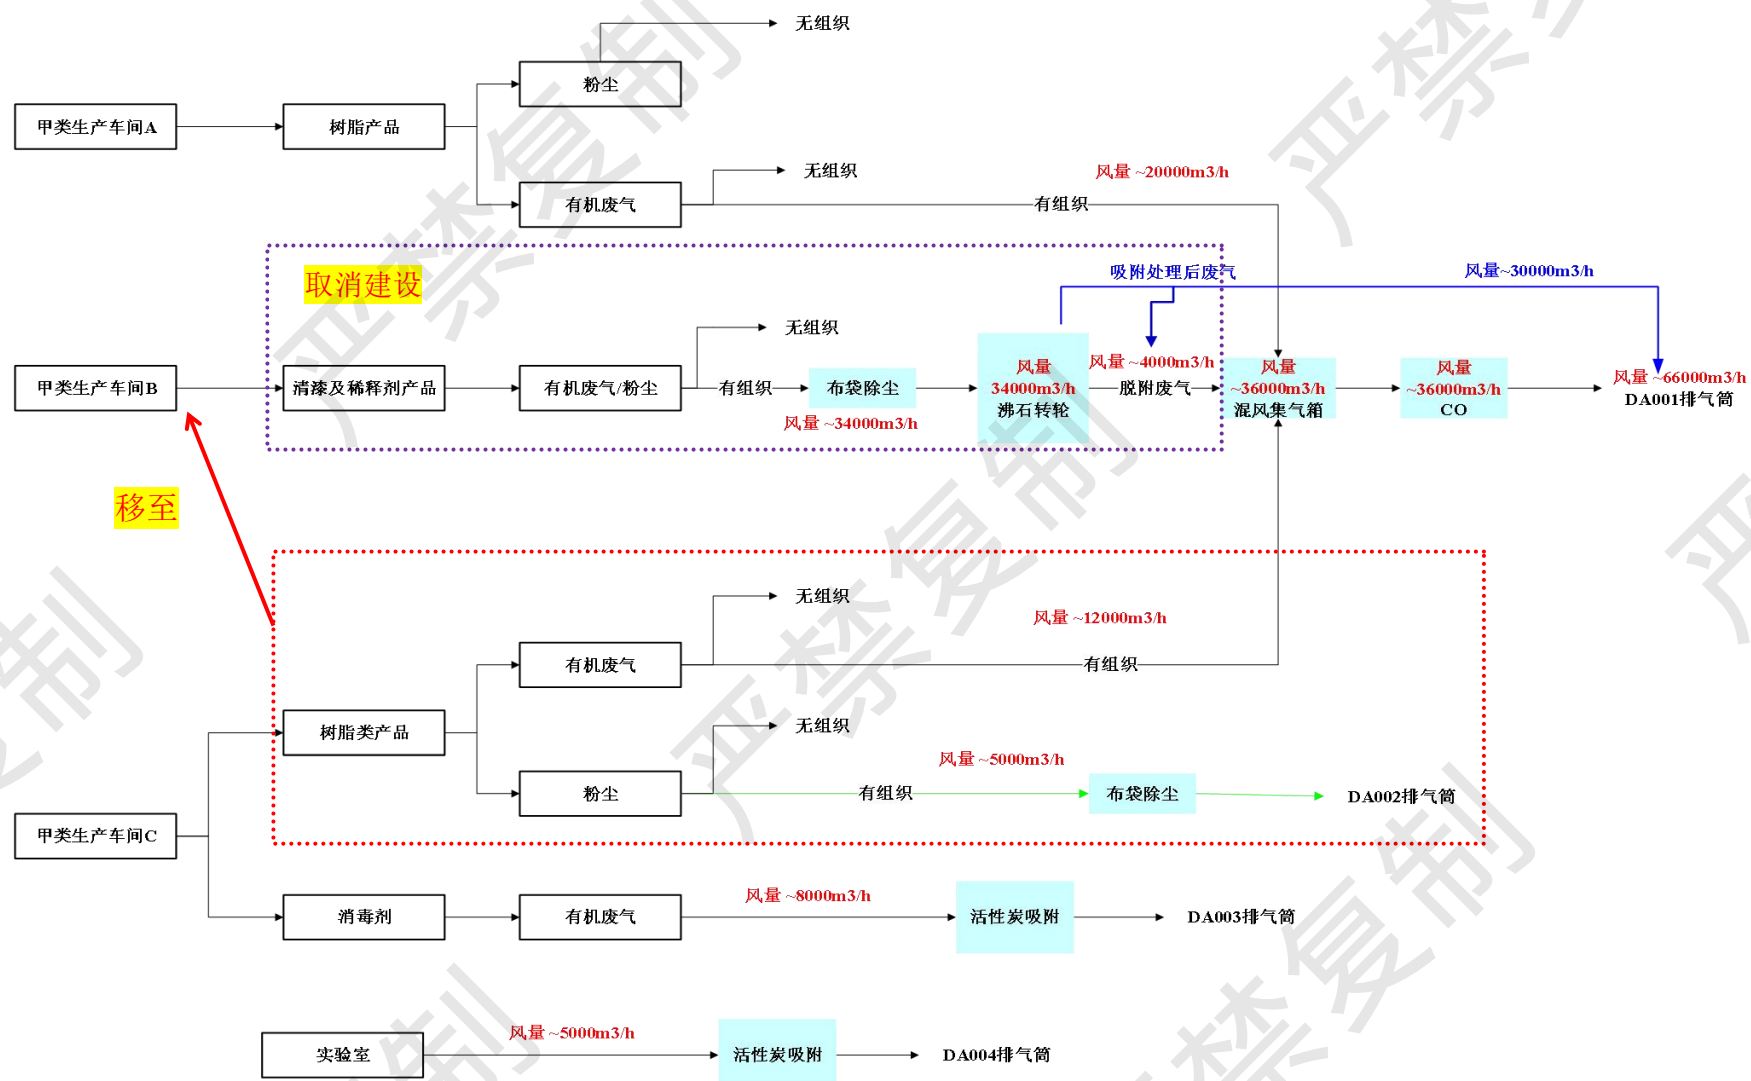 无组织
粉尘
甲类生产车间A
树脂产品
无组织
风量 ~20000m3/h
有机废气
有组织
取消建设
吸附处理后废气
风量~30000m3/h
无组织
甲类生产车间B
清漆及稀释剂产品
有机废气/粉尘
有组织
布袋除尘
风量 ~34000m3/h
风量
34000m3/h
沸石转轮
风量 ~4000m3/h
脱附废气
风量
~36000m3/h
混风集气箱
风量
~36000m3/h
CO
风量 ~66000m3/h
DA001排气筒
移至
无组织
风量 ~12000m3/h
有机废气
有组织
树脂类产品
无组织
风量 ~5000m3/h
粉尘
有组织
布袋除尘
DA002排气筒
甲类生产车间C
消毒剂
有机废气
风量 ~8000m3/h
活性炭吸附
DA003排气筒
实验室
风量 ~5000m3/h
活性炭吸附
DA004排气筒
严禁复制
严禁复制
严禁复制